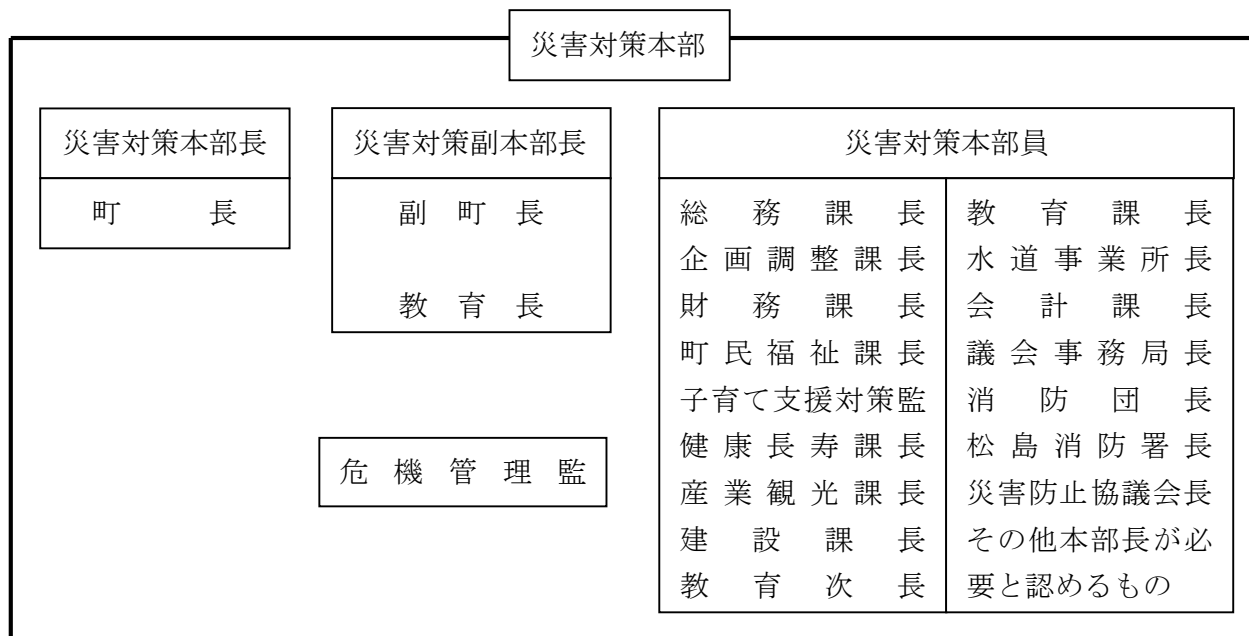 災害対策本部
災害対策本部長
町長
災害対策副本部長
副町長
教育長
危機管理監
災害対策本部員
総務課長
企画調整課長
財務課長
町民福祉課長
子育て支援対策監
健康長寿課長
産業観光課長
建設課長
教育次長
教育課長
水道事業所長
会計課長
議会事務局長
消防団長
松島消防署長
災害防止協議会長
その他本部長が必
要と認めるもの